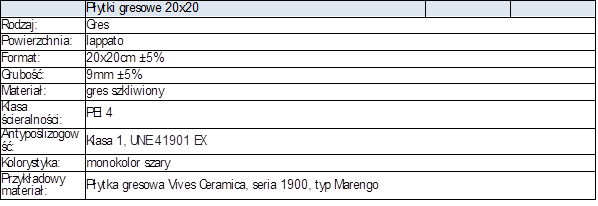 Płytki gresowe 20x20
Rodzaj: Gres
Powierzchnia: lappato
Format: 20x20cm ±5%
Grubość: 9mm ±5%
Materiał: gres szkliwiony
Klasa
ścieralności: PEI 4
Antypoślizogow
ść: Klasa 1, UNE 41901 EX
Kolorystyka: monokolor szary
Przykładowy
materiał: Płytka gresowa Vives Ceramica, seria 1900, typ Marengo